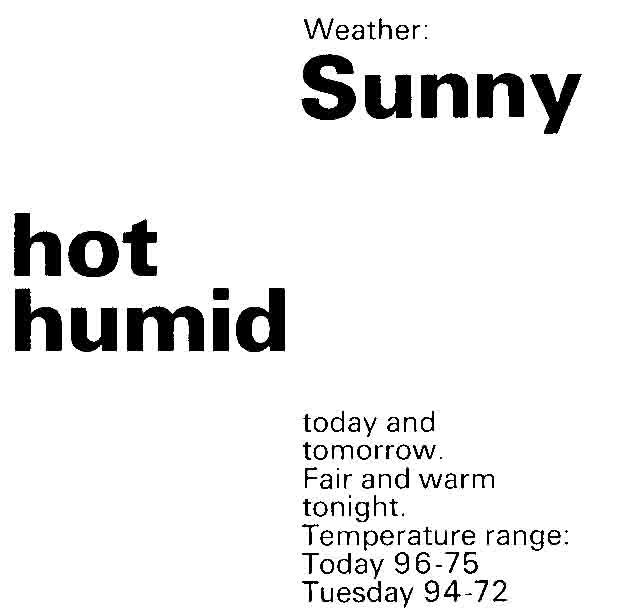 Weather:
Sunny
hot
humid
today and
tomorrow.
Fair and warm
tonight.
Temperature range:
Today 96-75
Tuesday 94-72